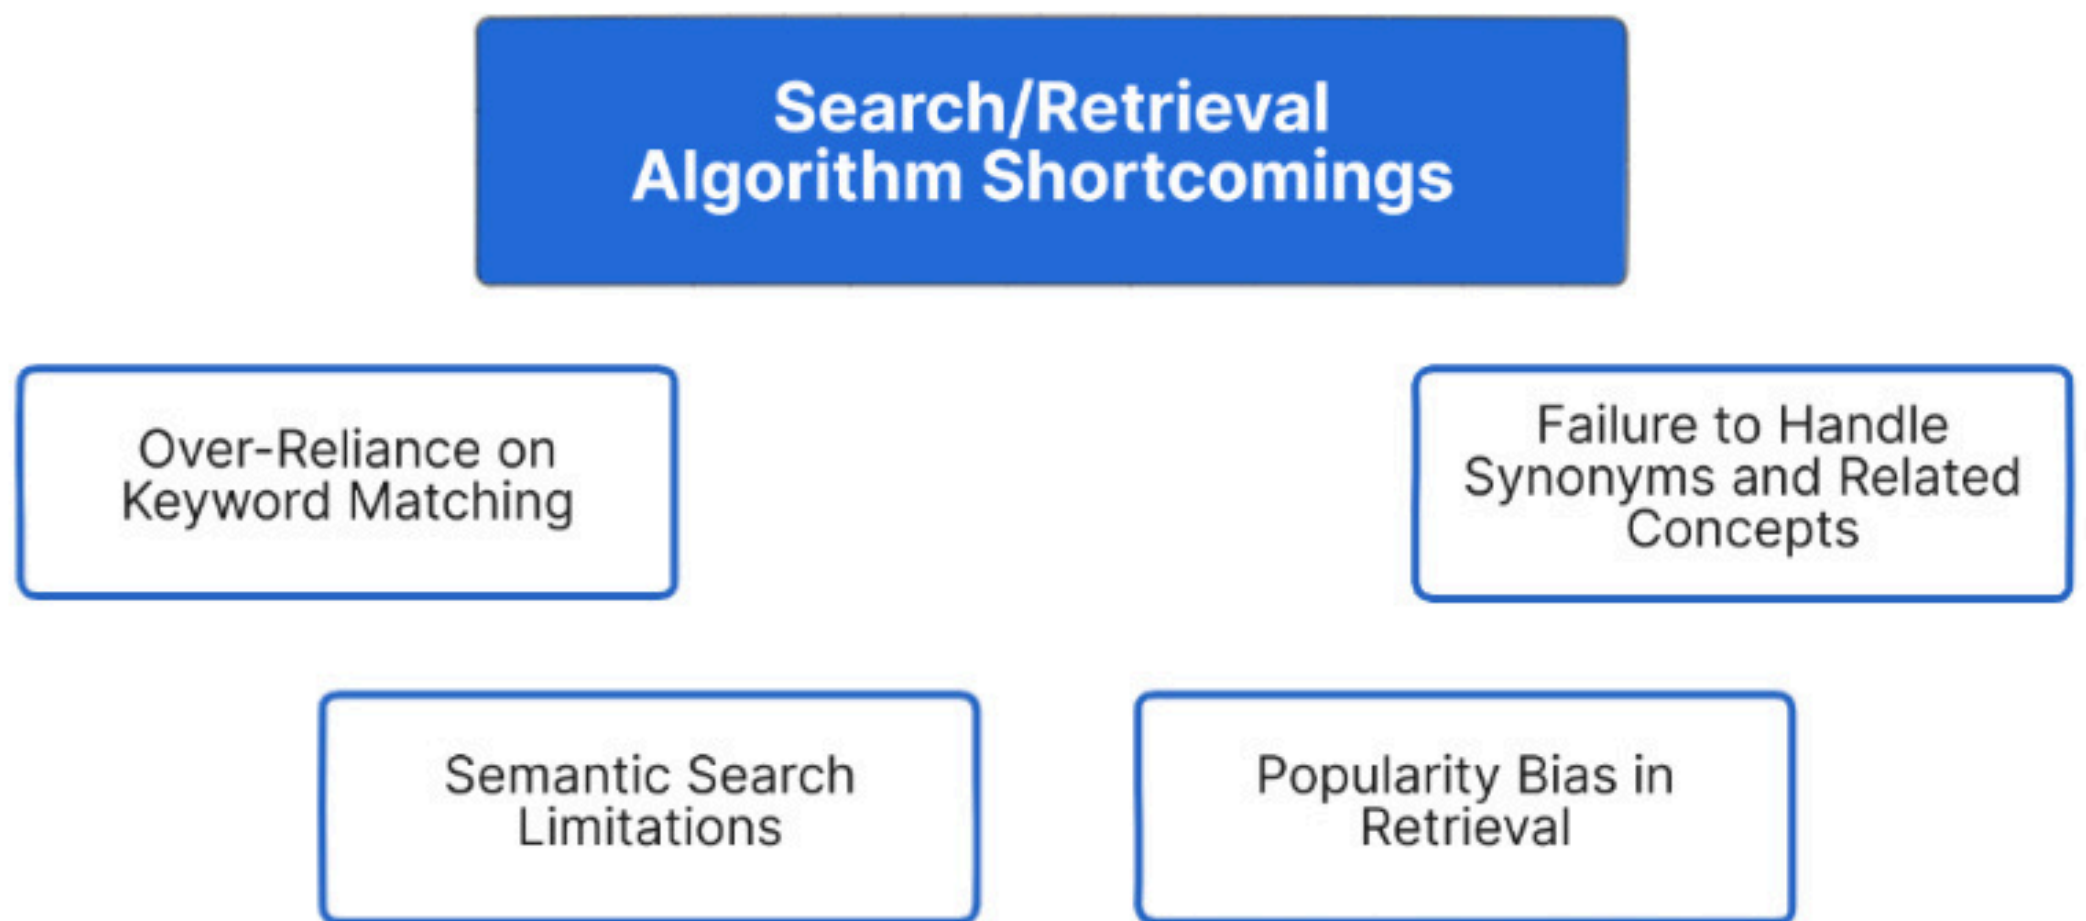 Search/Retrieval
Algorithm Shortcomings
Over-Reliance on
Keyword Matching
Failure to Handle
Synonyms and Related
Concepts
Semantic Search
Limitations
Popularity Bias in
Retrieval